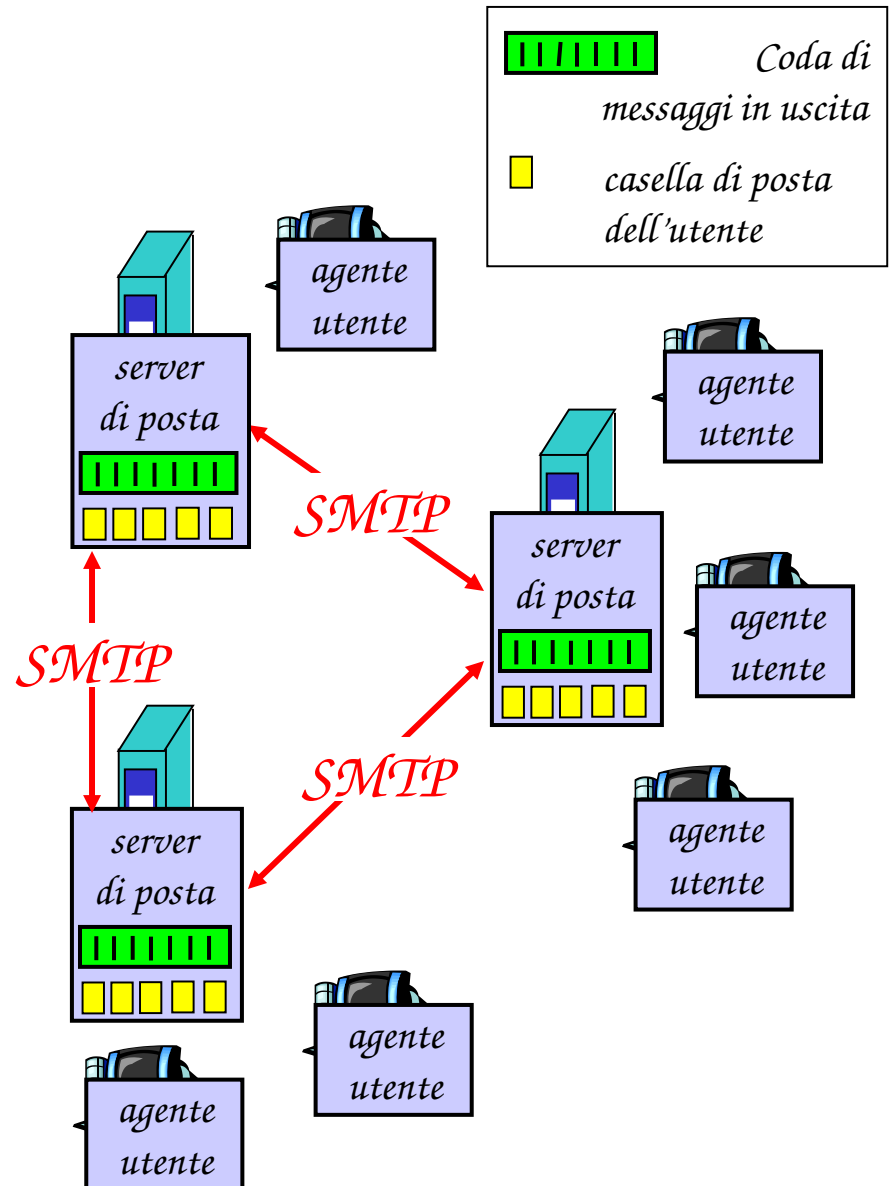 Coda di
messaggi in uscita
casella di posta
dell'utente
agente
utente
server
di posta
agente
utente
SMTP
server
di posta
agente
utente
SMTP
SMTP
server
di posta
agente
utente
agente
utente
agente
utente